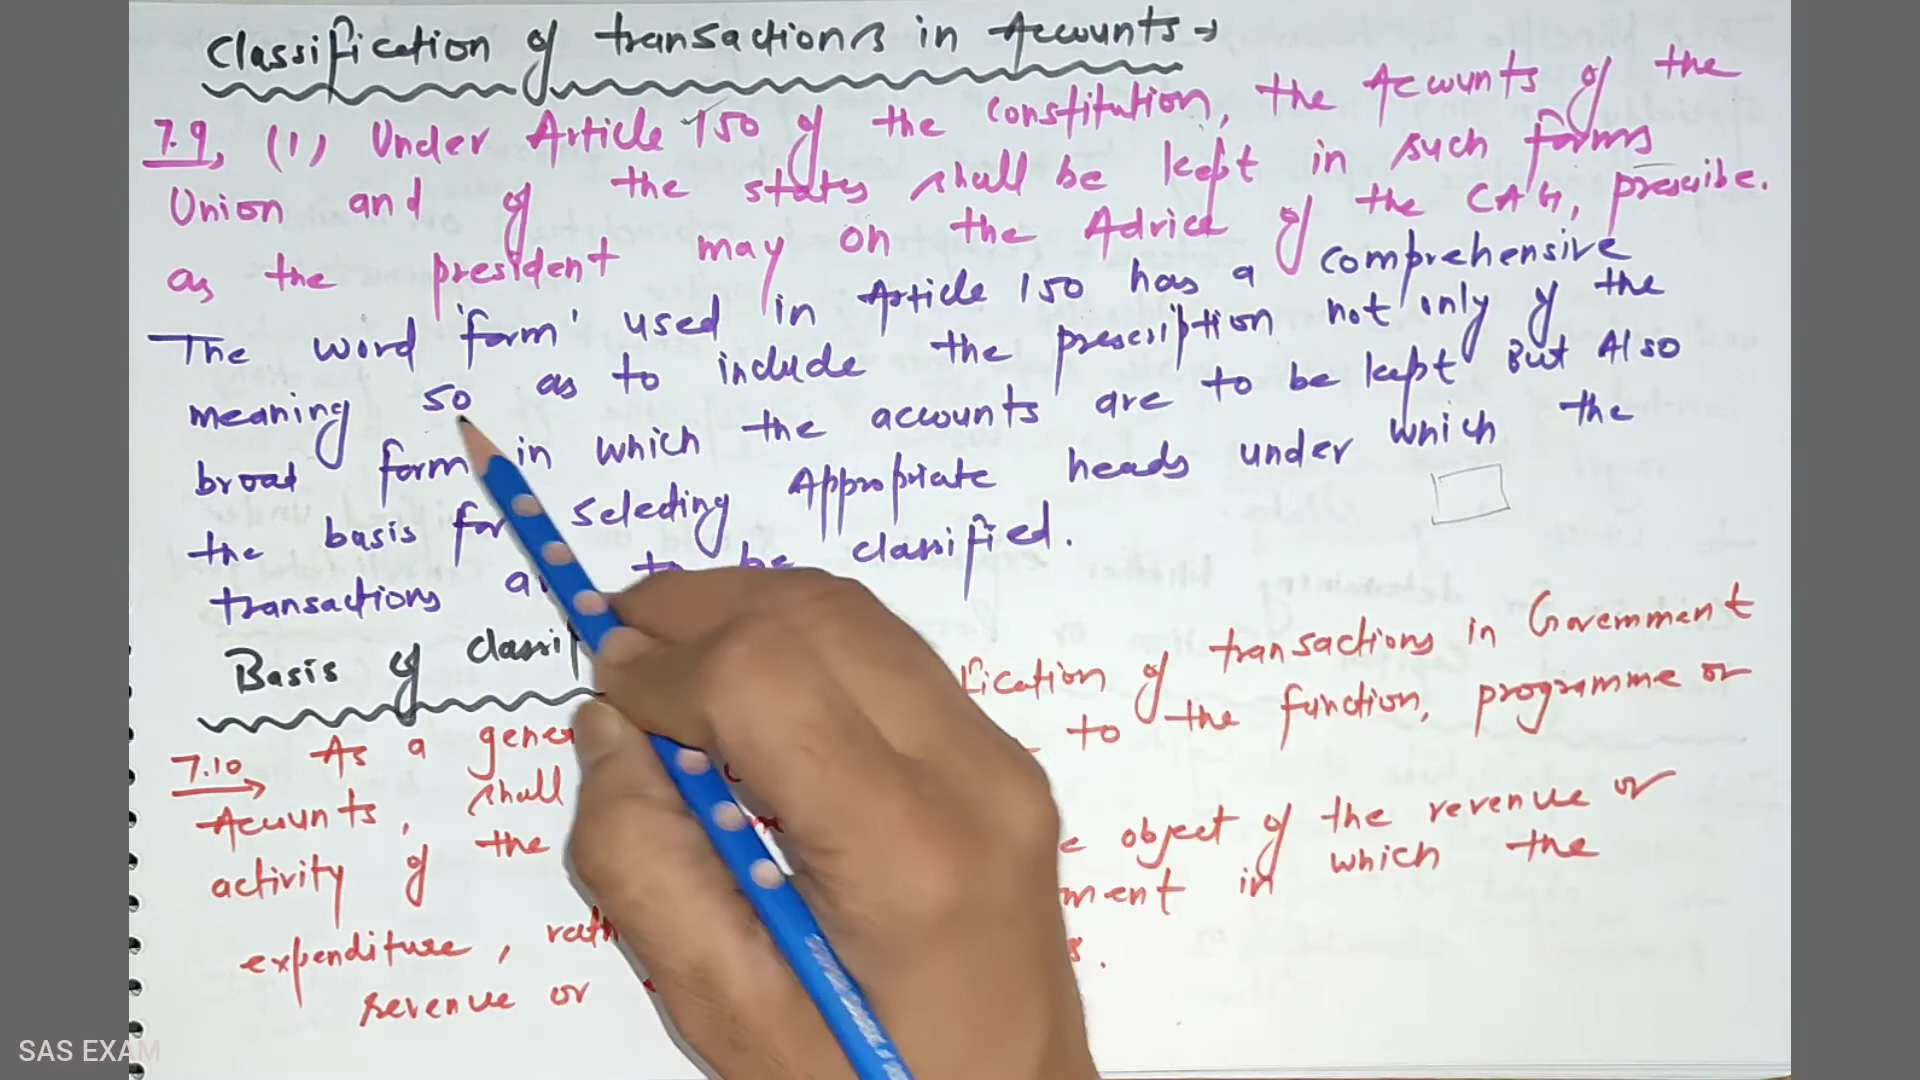 Classification of transactions in Accounts →
7.9, (1) Under Article 150 of the constitution, the Accounts of the
Union and of the states shall be kept in such forms
as the president may on the Advice of the CAG, prescribe.
The word 'form' used in Article 150 has a comprehensive
meaning so as to include the prescription not only of the
broad form in which the accounts are to be kept But Also
the basis for selecting Appropriate heads under which the
transactions to be classified.
Basis of
7.10 As a of transactions in Government
Accounts, shall to the function, programme or
activity of the object of the revenue or
expenditure, in which the
revenue or
SAS EXAM